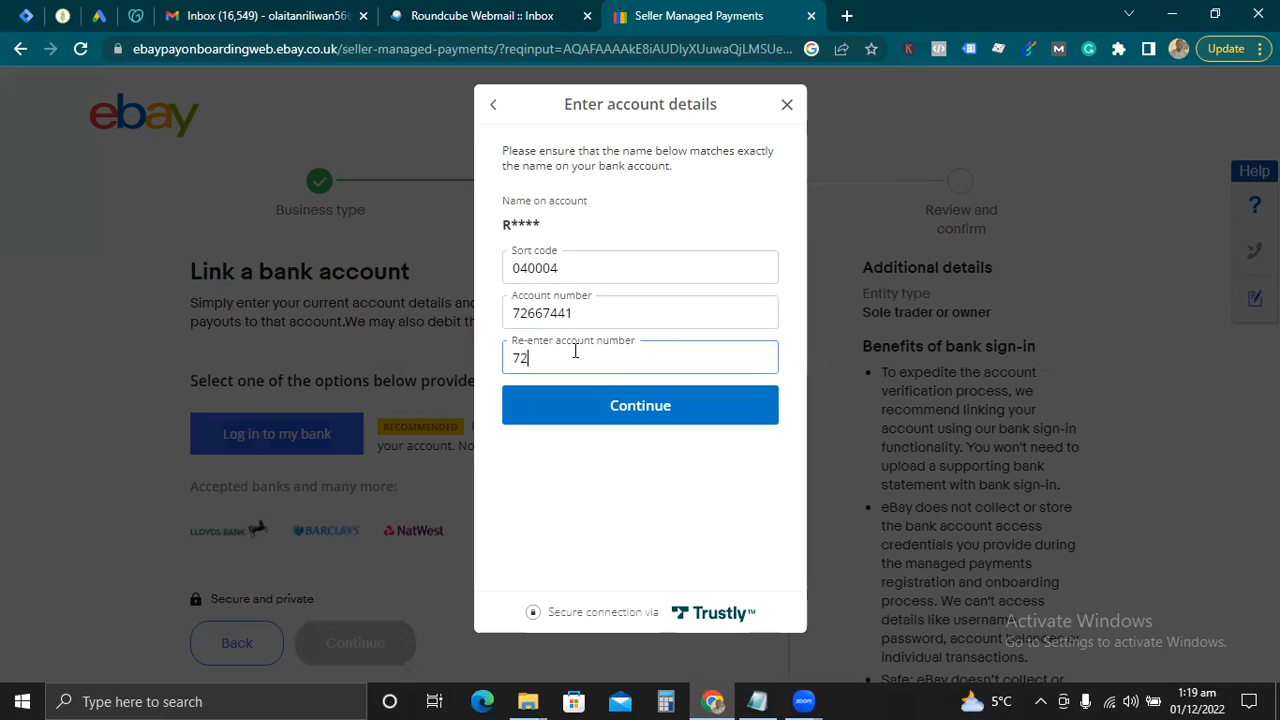 Inbox (16,549) - olaitanriliwan56
Roundcube Webmail :: Inbox
Seller Managed Payments
ebaypayonboardingweb.ebay.co.uk/seller-managed-payments/?reqinput=AQAFAAAAkE8iAUDIyXUuwaQjLMSUe...
Update
ebay
Business type
Review and
confirm
Help
Link a bank account
Simply enter your current account details and
payouts to that account.We may also debit th
Select one of the options below provide
Log in to my bank
RECOMMENDED
your account. No
Accepted banks and many more:
LLOYDS BANK
BARCLAYS
NatWest
Secure and private
Back
Continue
Enter account details
Please ensure that the name below matches exactly
the name on your bank account.
Name on account
R****
Sort code
040004
Account number
72667441
Re-enter account number
72
Continue
Secure connection via
Trustly
Additional details
Entity type
Sole trader or owner
Benefits of bank sign-in
• To expedite the account
verification process, we
recommend linking your
account using our bank sign-in
functionality. You won't need to
upload a supporting bank
statement with bank sign-in.
• eBay does not collect or store
the bank account access
credentials you provide during
the managed payments
registration and onboarding
process. We can't access
details like username,
password, account balances or
individual transactions.
• Safe: eBay doesn't collect or
Activate Windows
Go to Settings to activate Windows.
Type here to search
5°C
1:19 am
01/12/2022